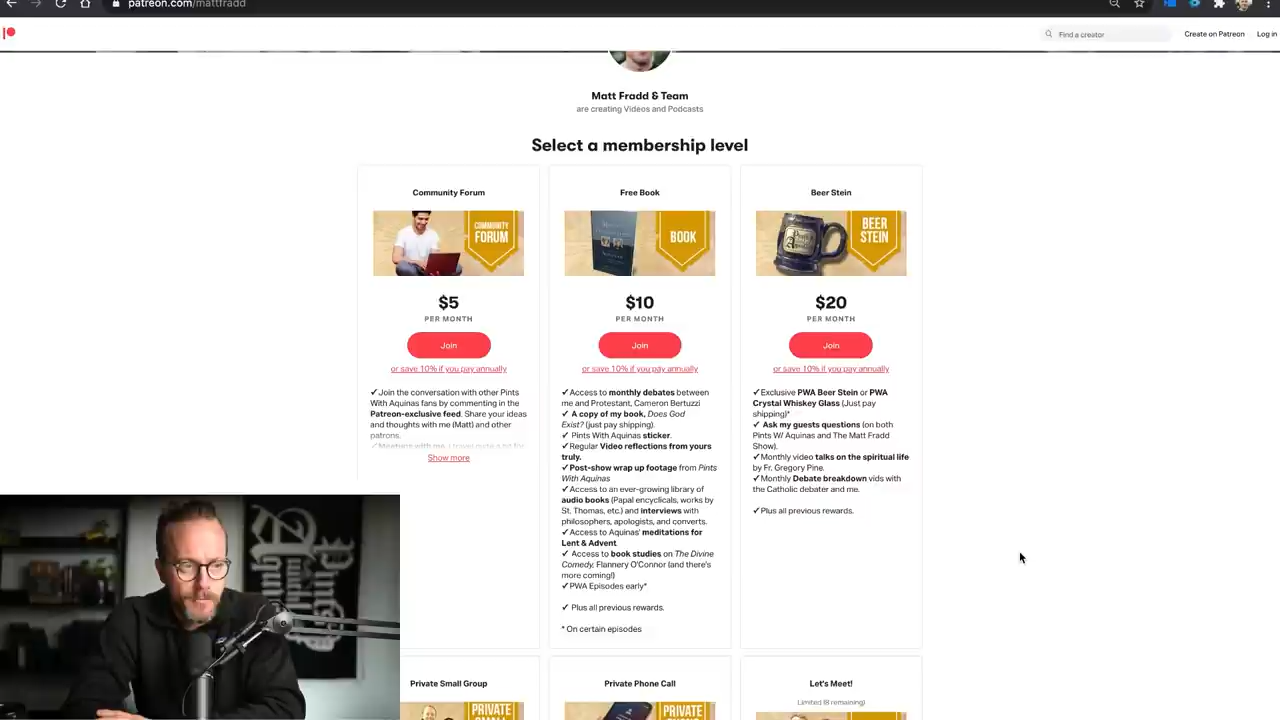 patreon.com/mattfradd
Find a creator
Create on Patreon
Log in
Matt Fradd & Team
are creating Videos and Podcasts
Select a membership level
Community Forum
COMMUNITY
FORUM
$5
PER MONTH
Join
or save 10% if you pay annually
✓Join the conversation with other Pints
With Aquinas fans by commenting in the
Patreon-exclusive feed. Share your ideas
and thoughts with me (Matt) and other
patrons.
✓Meetups with me. I travel quite a bit for
Show more
Free Book
BOOK
$10
PER MONTH
Join
or save 10% if you pay annually
✓Access to monthly debates between
me and Protestant, Cameron Bertuzzi
✓ A copy of my book, Does God
Exist? (just pay shipping).
✓ Pints With Aquinas sticker.
✓Regular Video reflections from yours
truly.
✓Post-show wrap up footage from Pints
With Aquinas
✓Access to an ever-growing library of
audio books (Papal encyclicals, works by
St. Thomas, etc.) and interviews with
philosophers, apologists, and converts.
✓Access to Aquinas' meditations for
Lent & Advent
✓ Access to book studies on The Divine
Comedy, Flannery O'Connor (and there's
more coming!)
✓PWA Episodes early*
✓ Plus all previous rewards.
* On certain episodes
Beer Stein
BEER
STEIN
$20
PER MONTH
Join
or save 10% if you pay annually
✓Exclusive PWA Beer Stein or PWA
Crystal Whiskey Glass (Just pay
shipping)*
✓ Ask my guests questions (on both
Pints W/ Aquinas and The Matt Fradd
Show).
✓Monthly video talks on the spiritual life
by Fr. Gregory Pine.
✓Monthly Debate breakdown vids with
the Catholic debater and me.
✓Plus all previous rewards.
Private Small Group
PRIVATE
Private Phone Call
PRIVATE
Let's Meet!
Limited (8 remaining)